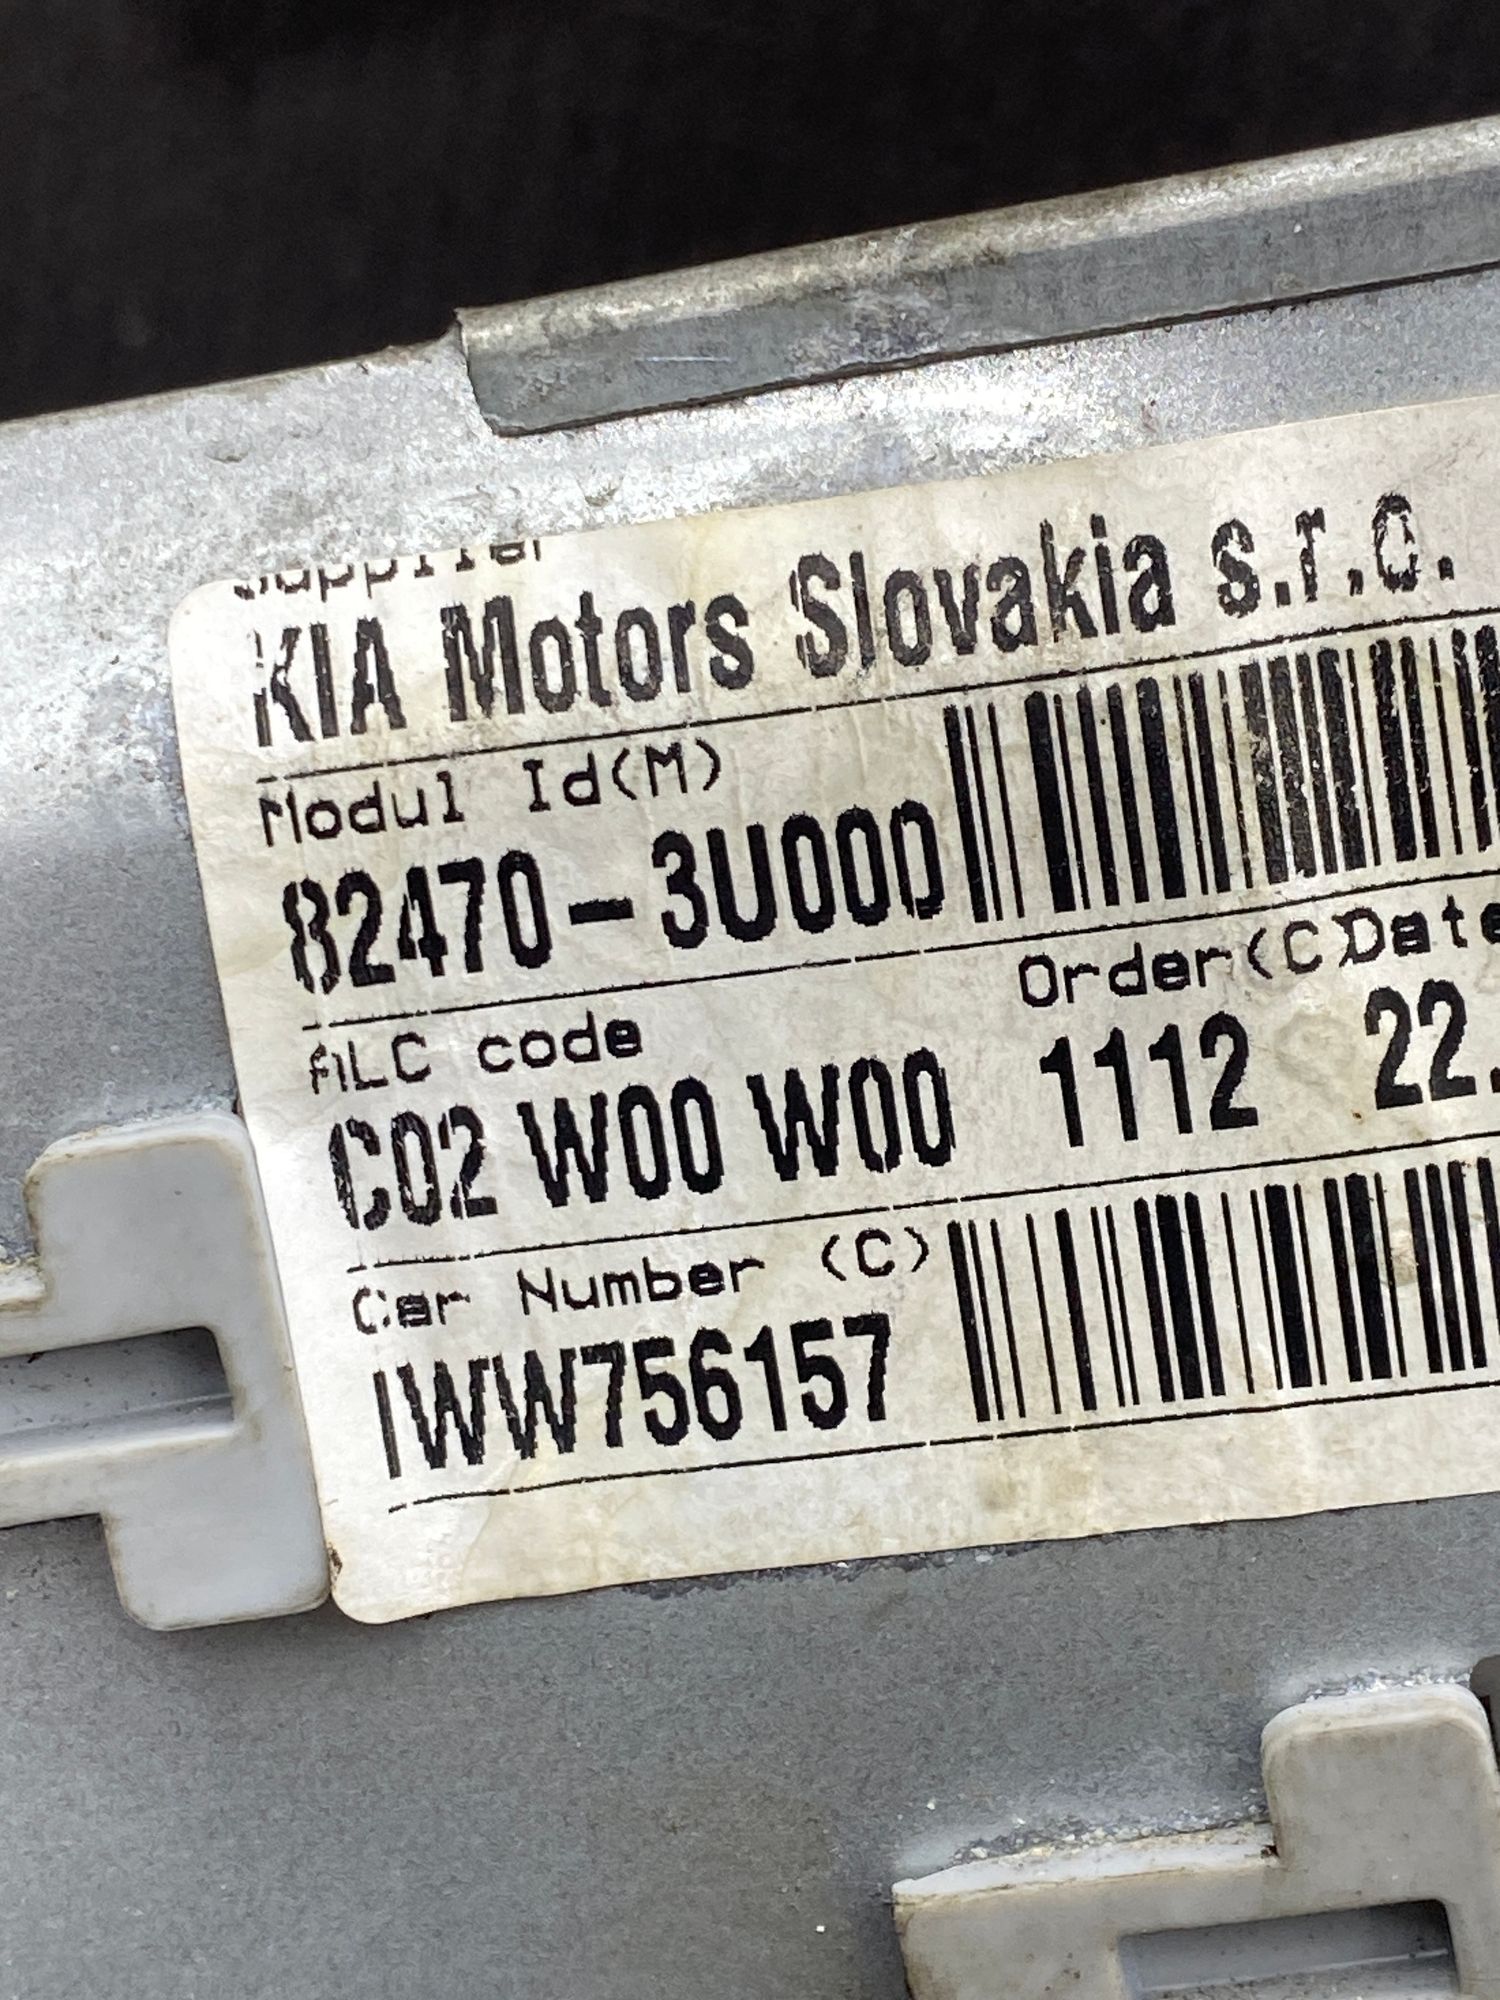 Supplier
KIA Motors Slovakia s.r.o.
Modul Id(M)
82470-3U000
ALC code Order(C)Date
C02 W00 W00 1112 22.
Car Number (C)
IWW756157